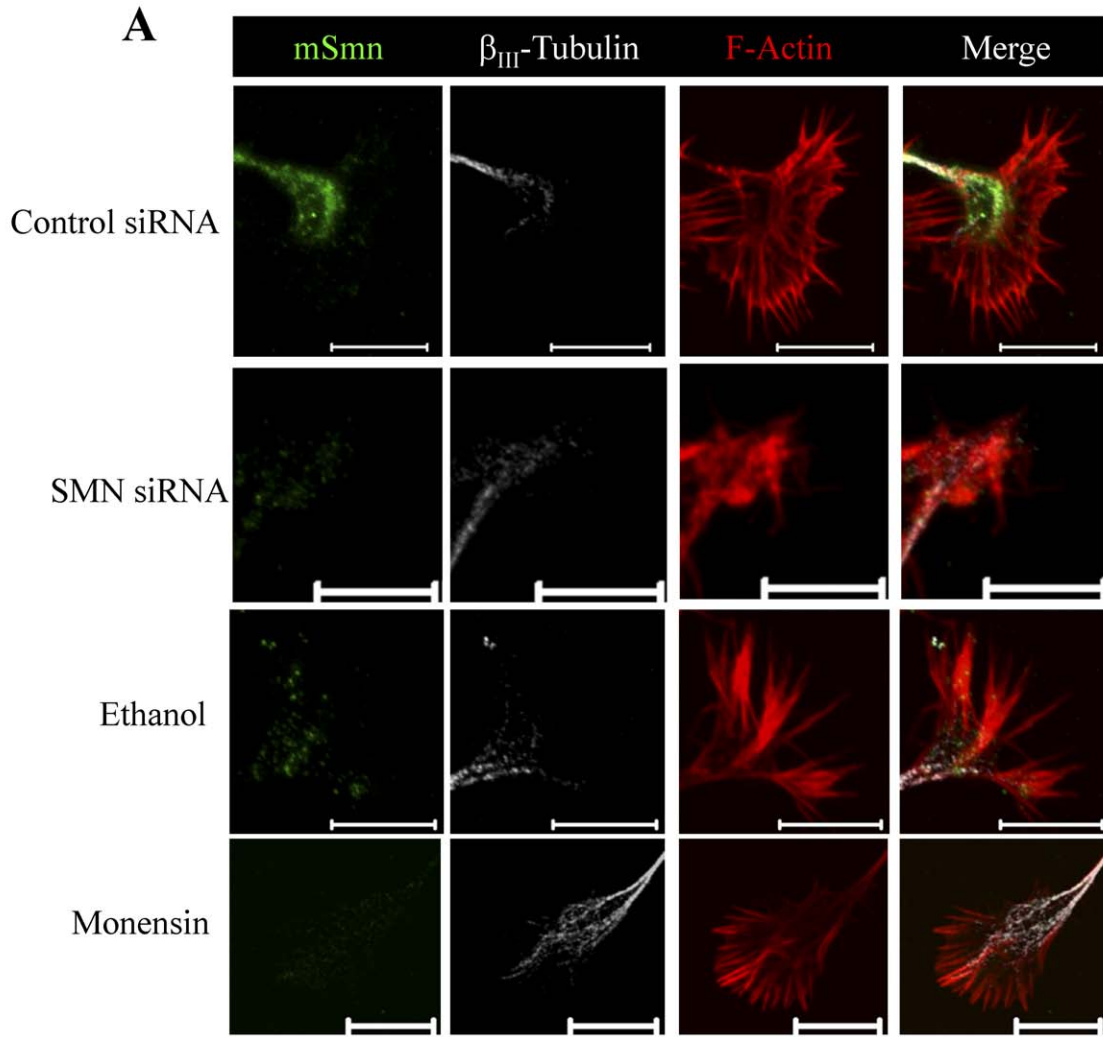 A
mSmn βIII-Tubulin F-Actin Merge
Control siRNA
SMN siRNA
Ethanol
Monensin